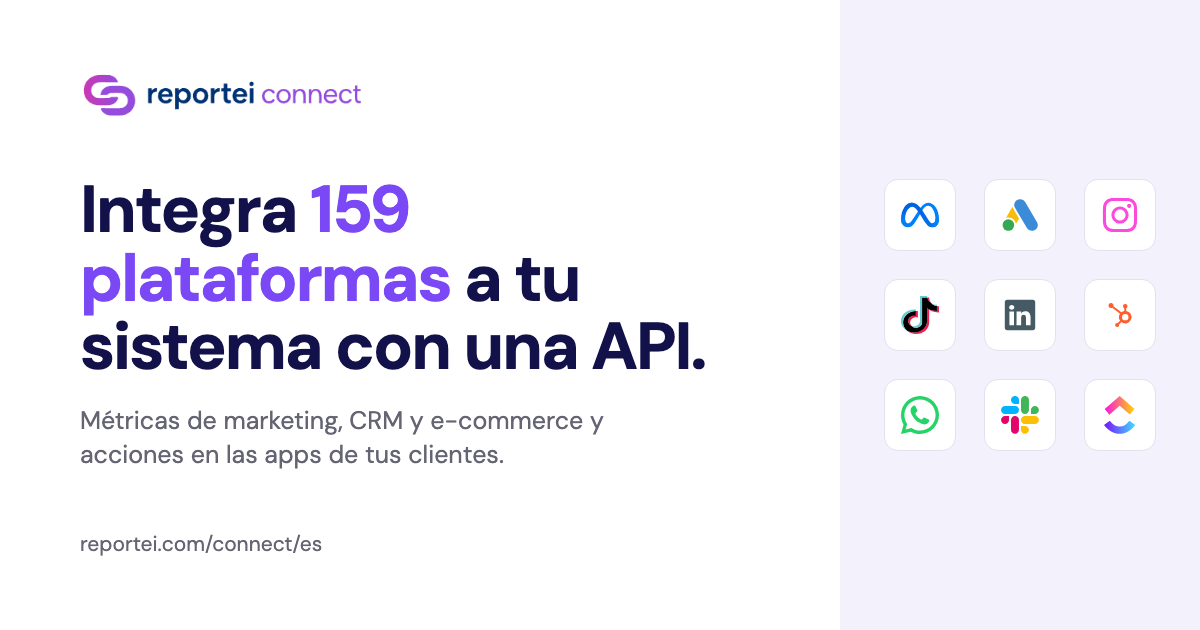 reportei connect
Integra 159
plataformas a tu
sistema con una API.
Métricas de marketing, CRM y e-commerce y
acciones en las apps de tus clientes.
reportei.com/connect/es
in